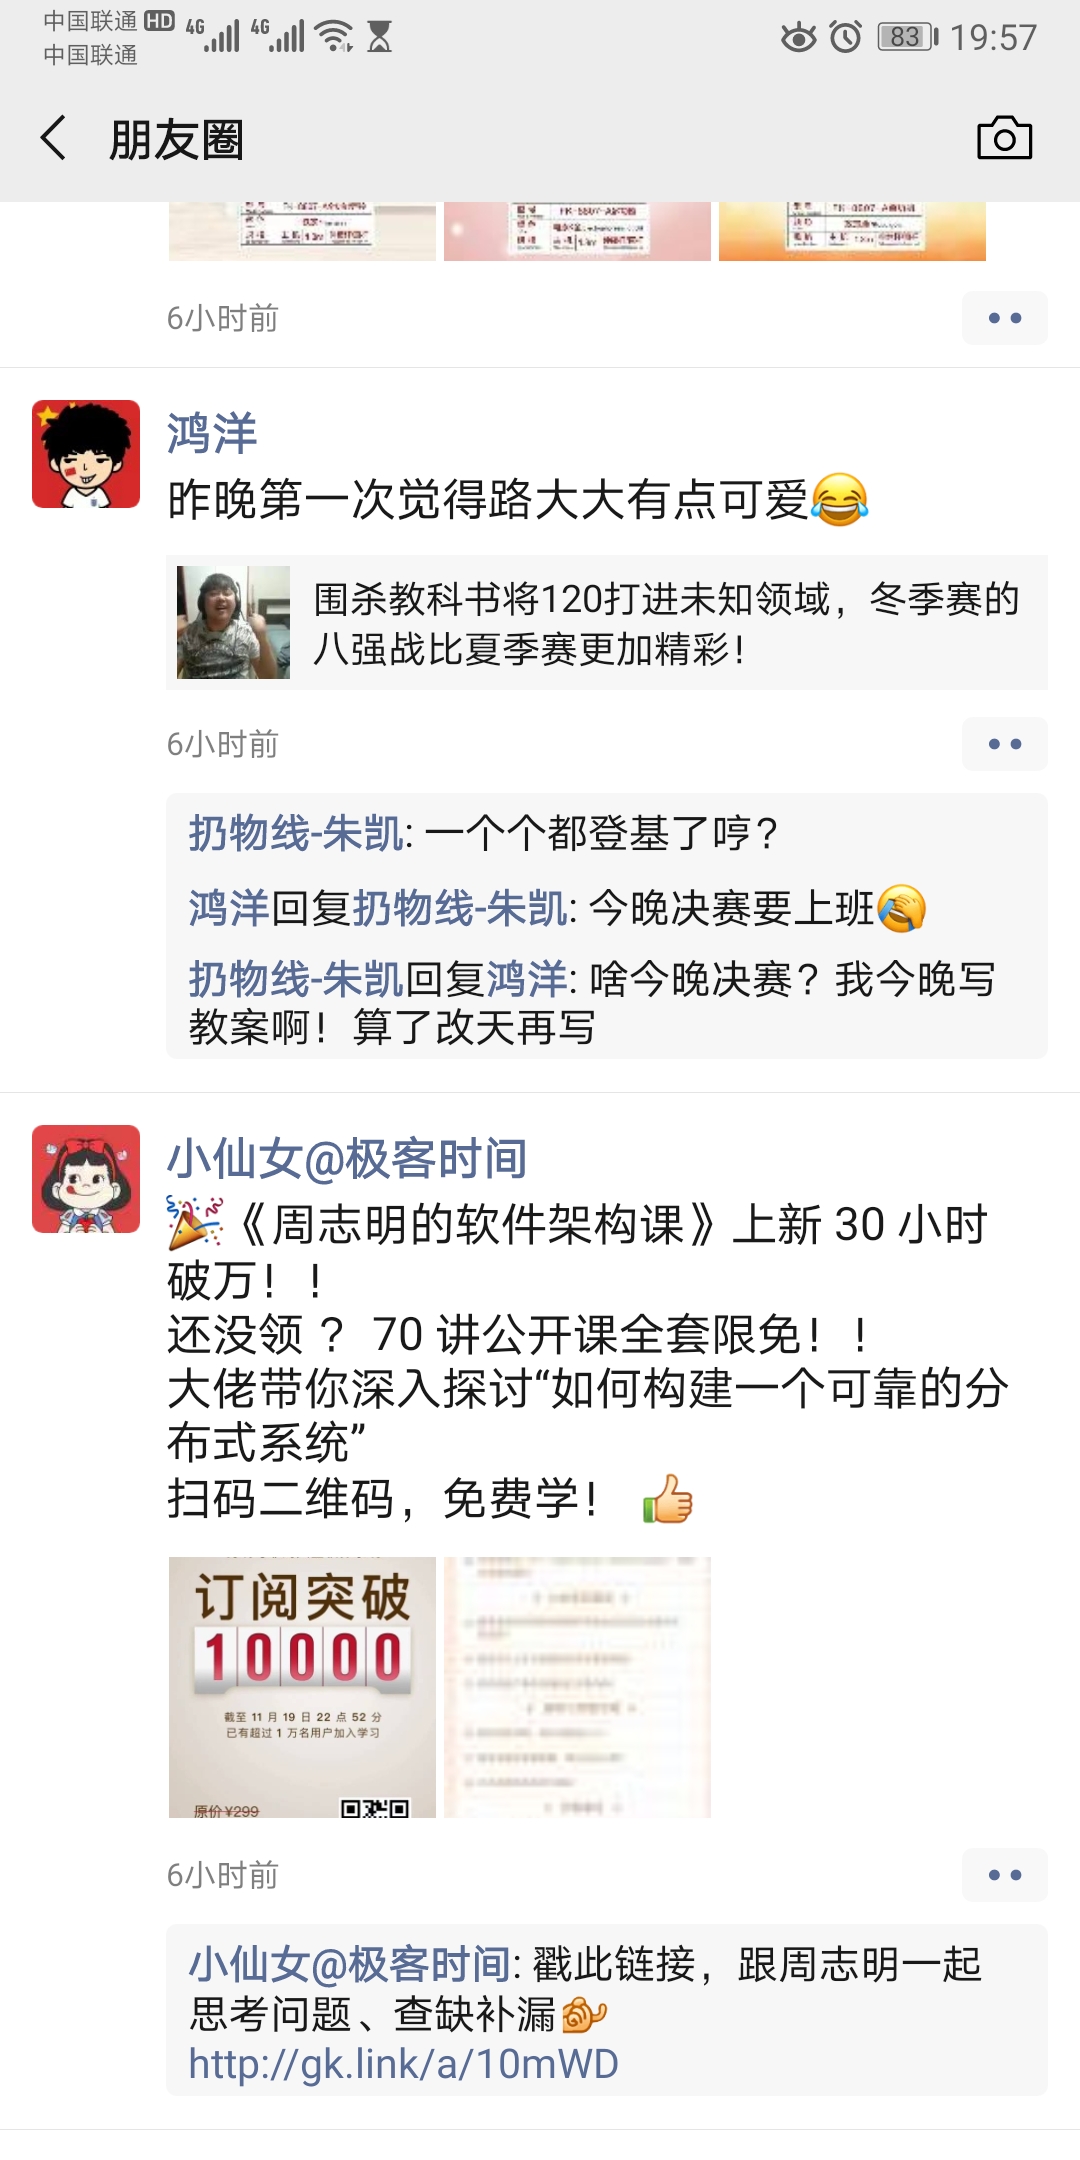 中国联通 HD 4G 4G 83 19:57
中国联通
朋友圈
6小时前
鸿洋
昨晚第一次觉得路大大有点可爱😂
围杀教科书将120打进未知领域，冬季赛的
八强战比夏季赛更加精彩！
6小时前
扔物线-朱凯: 一个个都登基了哼？
鸿洋回复扔物线-朱凯: 今晚决赛要上班
扔物线-朱凯回复鸿洋: 啥今晚决赛？我今晚写
教案啊！算了改天再写
小仙女@极客时间
🎉《周志明的软件架构课》上新 30 小时
破万！！
还没领？ 70 讲公开课全套限免！！
大佬带你深入探讨“如何构建一个可靠的分
布式系统”
扫码二维码，免费学！ 👍
订阅突破
10000
截至 11 月 19 日 22 点 52 分
已有超过 1 万名用户加入学习
原价 ¥299
6小时前
小仙女@极客时间: 戳此链接，跟周志明一起
思考问题、查缺补漏
http://gk.link/a/10mWD